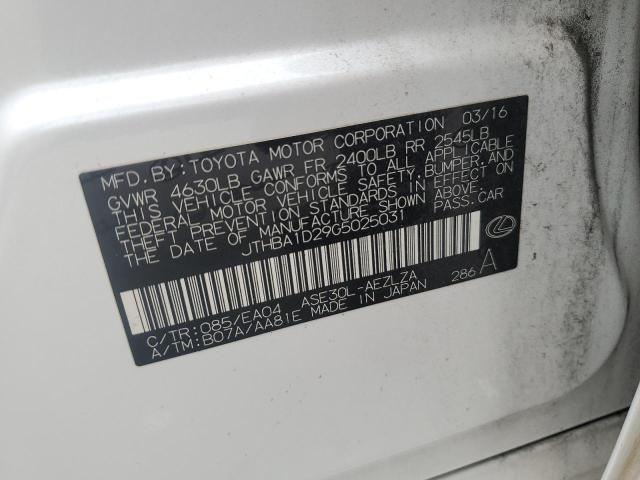 MFD. BY: TOYOTA MOTOR CORPORATION 03/16
GVWR 4630LB GAWR FR 2400LB RR 2545LB
THIS VEHICLE CONFORMS TO ALL APPLICABLE
FEDERAL MOTOR VEHICLE SAFETY, BUMPER, AND
THEFT PREVENTION STANDARDS IN EFFECT ON
THE DATE OF MANUFACTURE SHOWN ABOVE.
JTHBA1D29G5025031 PASS. CAR
C/TR: 085/EA04 ASE30L-AEZLZA 286 A
A/TM: B07A/AA81E MADE IN JAPAN